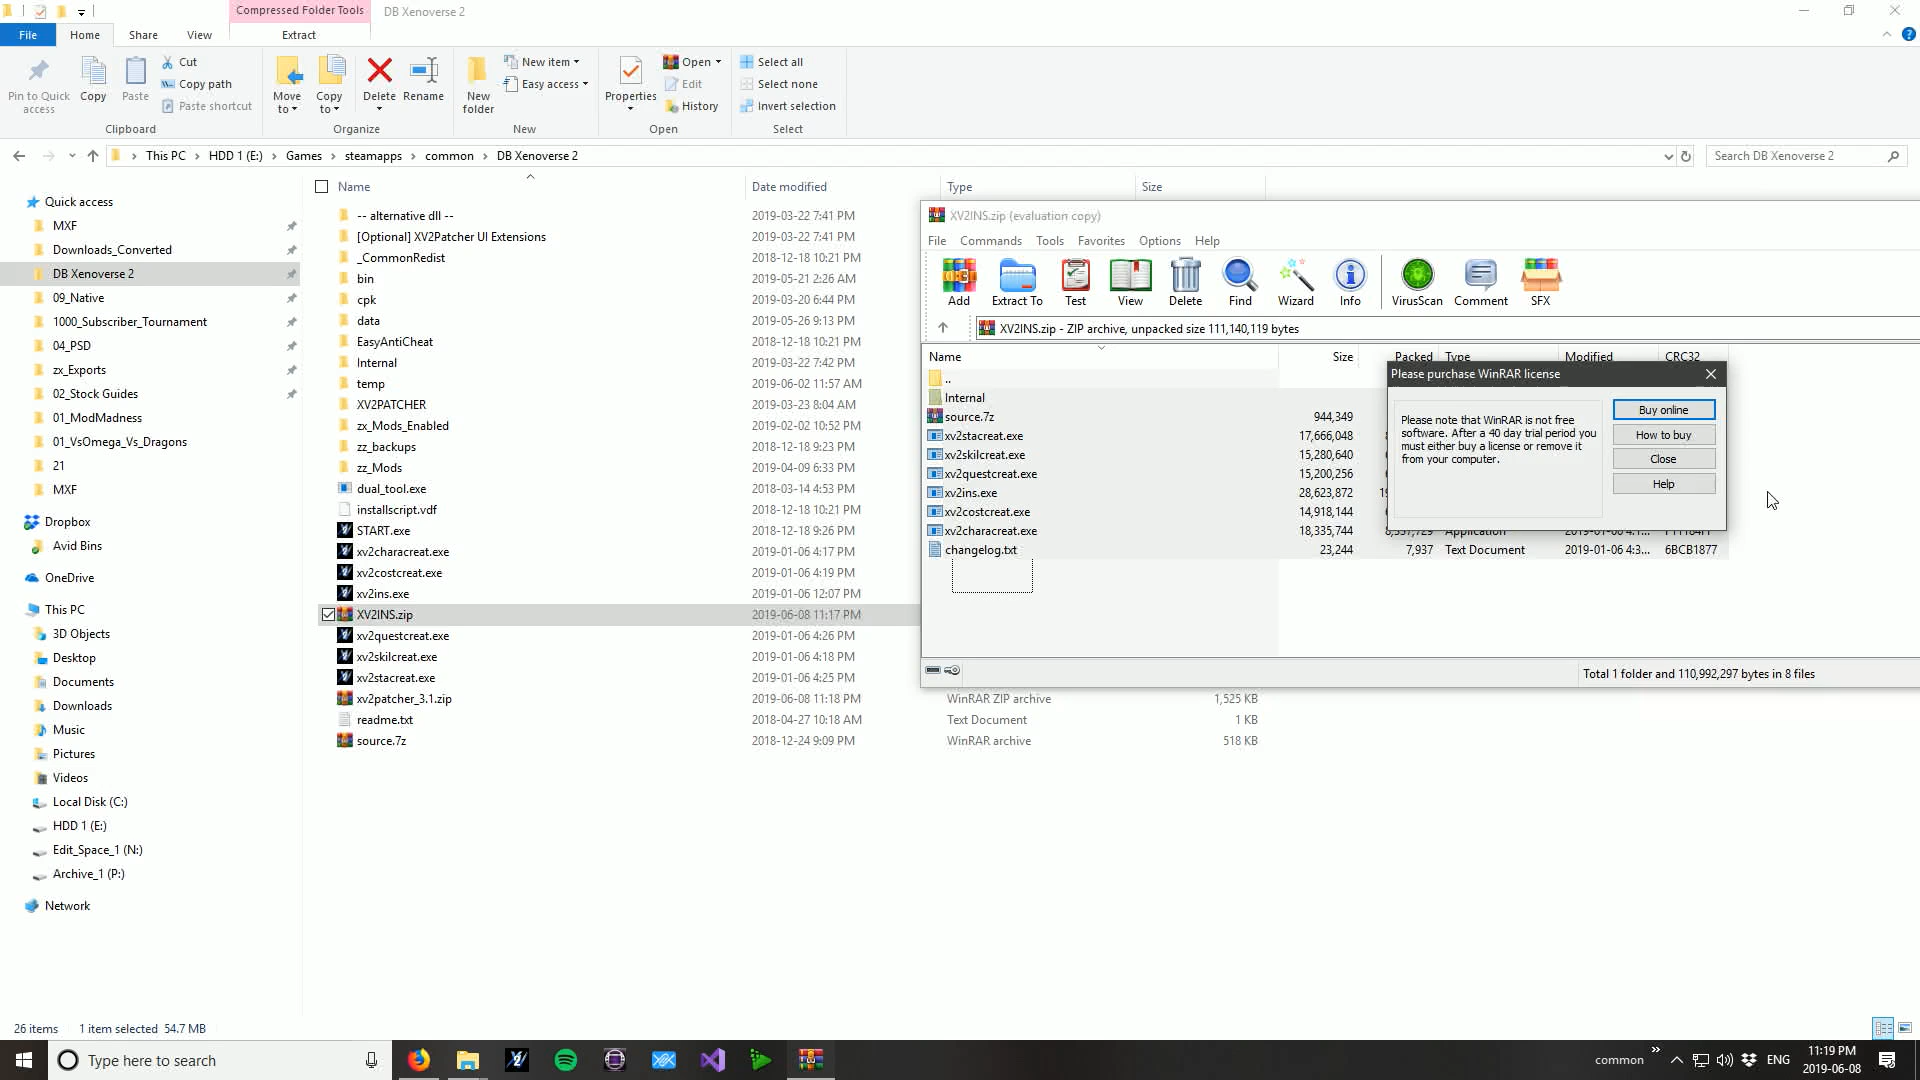 Compressed Folder Tools
DB Xenoverse 2
File
Home
Share
View
Extract
Pin to Quick access
Copy
Paste
Cut
Copy path
Paste shortcut
Move to
Copy to
Delete
Rename
New folder
New item
Easy access
Properties
Open
Edit
History
Select all
Select none
Invert selection
Clipboard
Organize
New
Open
Select
This PC > HDD 1 (E:) > Games > steamapps > common > DB Xenoverse 2
Search DB Xenoverse 2
Quick access
MXF
Downloads_Converted
DB Xenoverse 2
09_Native
1000_Subscriber_Tournament
04_PSD
zx_Exports
02_Stock Guides
01_ModMadness
01_VsOmega_Vs_Dragons
21
MXF
Dropbox
Avid Bins
OneDrive
This PC
3D Objects
Desktop
Documents
Downloads
Music
Pictures
Videos
Local Disk (C:)
HDD 1 (E:)
Edit_Space_1 (N:)
Archive_1 (P:)
Network
Name Date modified Type Size
-- alternative dll -- 2019-03-22 7:41 PM
[Optional] XV2Patcher UI Extensions 2019-03-22 7:41 PM
_CommonRedist 2018-12-18 10:21 PM
bin 2019-05-21 2:26 AM
cpk 2019-03-20 6:44 PM
data 2019-05-26 9:13 PM
EasyAntiCheat 2018-12-18 10:21 PM
Internal 2019-03-22 7:42 PM
temp 2019-06-02 11:57 AM
XV2PATCHER 2019-03-23 8:04 AM
zx_Mods_Enabled 2019-02-02 10:52 PM
zz_backups 2018-12-18 9:23 PM
zz_Mods 2019-04-09 6:33 PM
dual_tool.exe 2018-03-14 4:53 PM
installscript.vdf 2018-12-18 10:21 PM
START.exe 2018-12-18 9:26 PM
xv2characreat.exe 2019-01-06 4:17 PM
xv2costcreat.exe 2019-01-06 4:19 PM
xv2ins.exe 2019-01-06 12:07 PM
XV2INS.zip 2019-06-08 11:17 PM
xv2questcreat.exe 2019-01-06 4:26 PM
xv2skilcreat.exe 2019-01-06 4:18 PM
xv2stacreat.exe 2019-01-06 4:25 PM
xv2patcher_3.1.zip 2019-06-08 11:18 PM WinRAR ZIP archive 1,525 KB
readme.txt 2018-04-27 10:18 AM Text Document 1 KB
source.7z 2018-12-24 9:09 PM WinRAR archive 518 KB
XV2INS.zip (evaluation copy)
File Commands Tools Favorites Options Help
Add Extract To Test View Delete Find Wizard Info VirusScan Comment SFX
XV2INS.zip - ZIP archive, unpacked size 111,140,119 bytes
Name Size Packed Type Modified CRC32
..
Internal
source.7z 944,349
xv2stacreat.exe 17,666,048
xv2skilcreat.exe 15,280,640
xv2questcreat.exe 15,200,256
xv2ins.exe 28,623,872
xv2costcreat.exe 14,918,144
xv2characreat.exe 18,335,744
changelog.txt 23,244 7,937 Text Document 2019-01-06 4:3... 6BCB1877
Total 1 folder and 110,992,297 bytes in 8 files
Please purchase WinRAR license
Please note that WinRAR is not free
software. After a 40 day trial period you
must either buy a license or remove it
from your computer.
Buy online
How to buy
Close
Help
26 items 1 item selected 54.7 MB
Type here to search
common
ENG
11:19 PM
2019-06-08